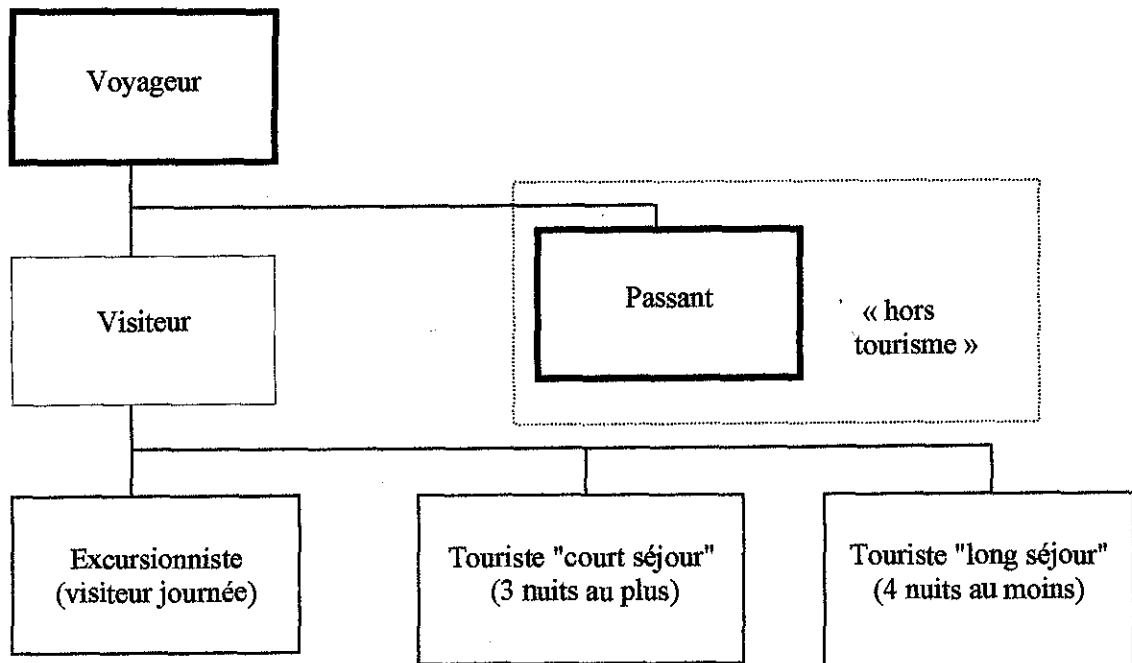 Voyageur
Visiteur
Passant
« hors
tourisme »
Excursionniste
(visiteur journée)
Touriste "court séjour"
(3 nuits au plus)
Touriste "long séjour"
(4 nuits au moins)